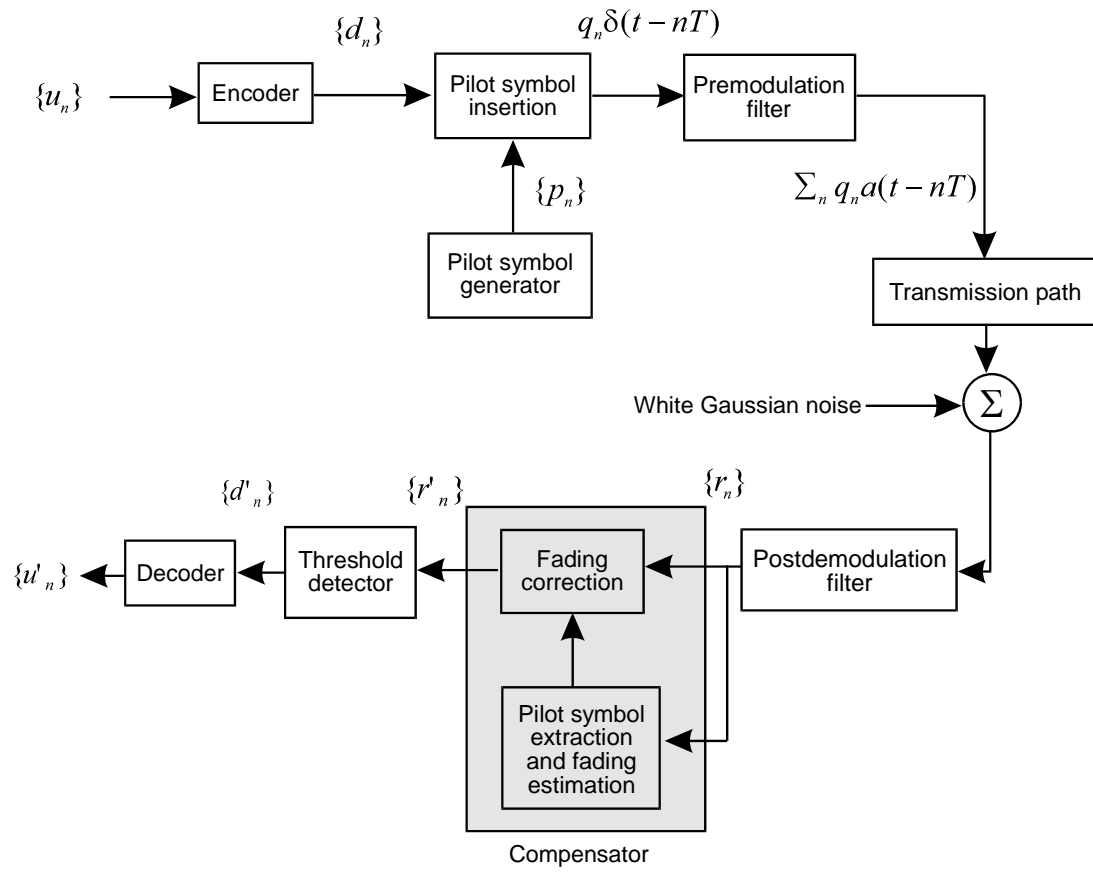 {d_n}
q_n δ(t − nT)
{u_n}
Encoder
Pilot symbol
insertion
Premodulation
filter
{p_n}
∑_n q_n a(t − nT)
Pilot symbol
generator
Transmission path
White Gaussian noise
Σ
{d'_n}
{r'_n}
{r_n}
{u'_n}
Decoder
Threshold
detector
Fading
correction
Postdemodulation
filter
Pilot symbol
extraction
and fading
estimation
Compensator